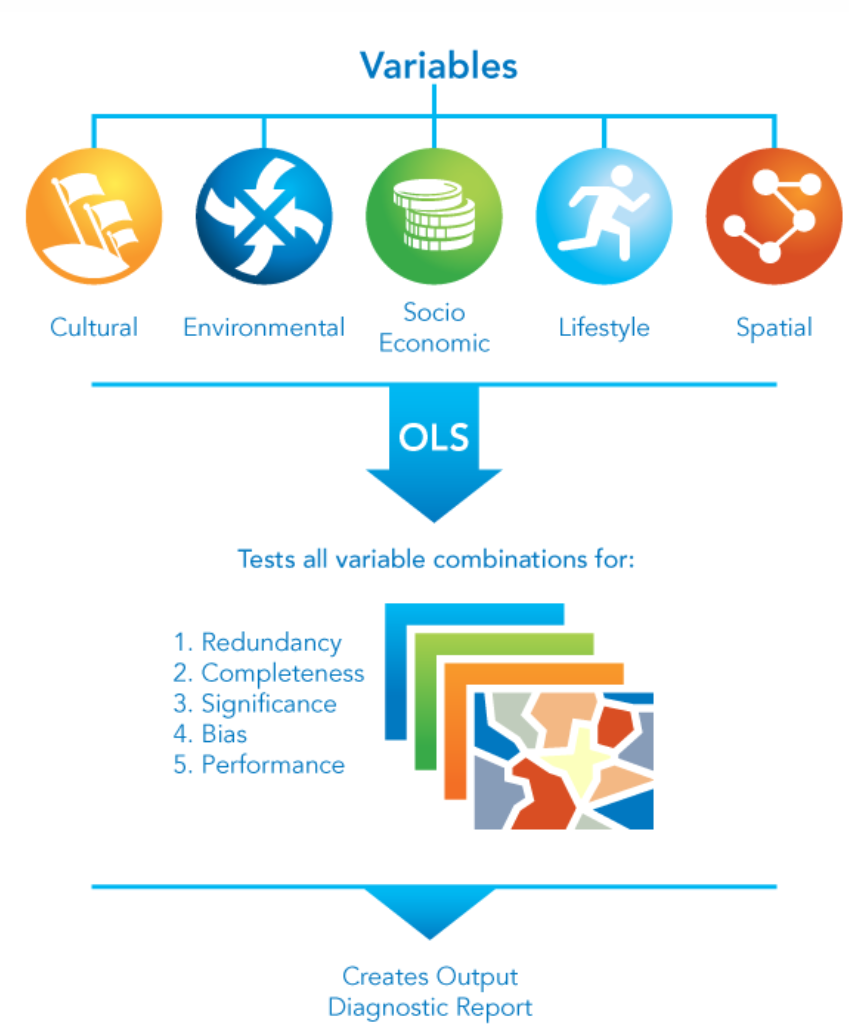 Variables
Cultural
Environmental
Socio
Economic
Lifestyle
Spatial
OLS
Tests all variable combinations for:
1. Redundancy
2. Completeness
3. Significance
4. Bias
5. Performance
Creates Output
Diagnostic Report